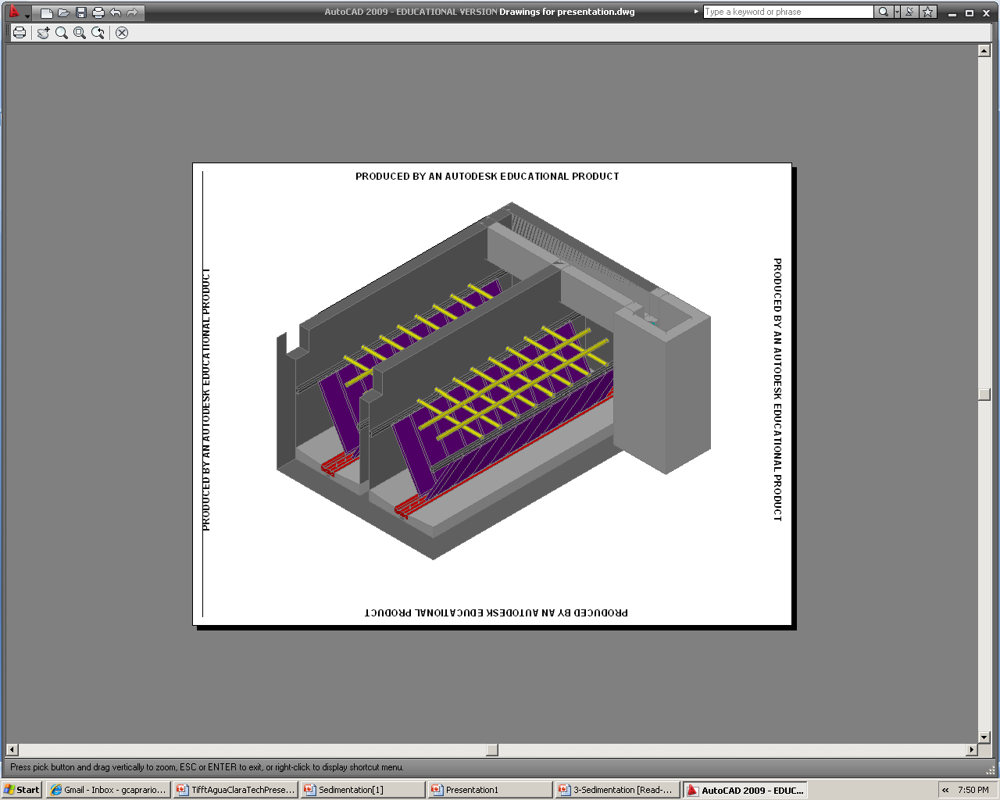 AutoCAD 2009 - EDUCATIONAL VERSION Drawings for presentation.dwg
Type a keyword or phrase
PRODUCED BY AN AUTODESK EDUCATIONAL PRODUCT
PRODUCED BY AN AUTODESK EDUCATIONAL PRODUCT
PRODUCED BY AN AUTODESK EDUCATIONAL PRODUCT
PRODUCED BY AN AUTODESK EDUCATIONAL PRODUCT
Press pick button and drag vertically to zoom, ESC or ENTER to exit, or right-click to display shortcut menu.
Start
Gmail - Inbox - gcaprario...
TifftAguaClaraTechPrese...
Sedimentation[1]
Presentation1
3-Sedimentation [Read-...
AutoCAD 2009 - EDUC...
«
7:50 PM